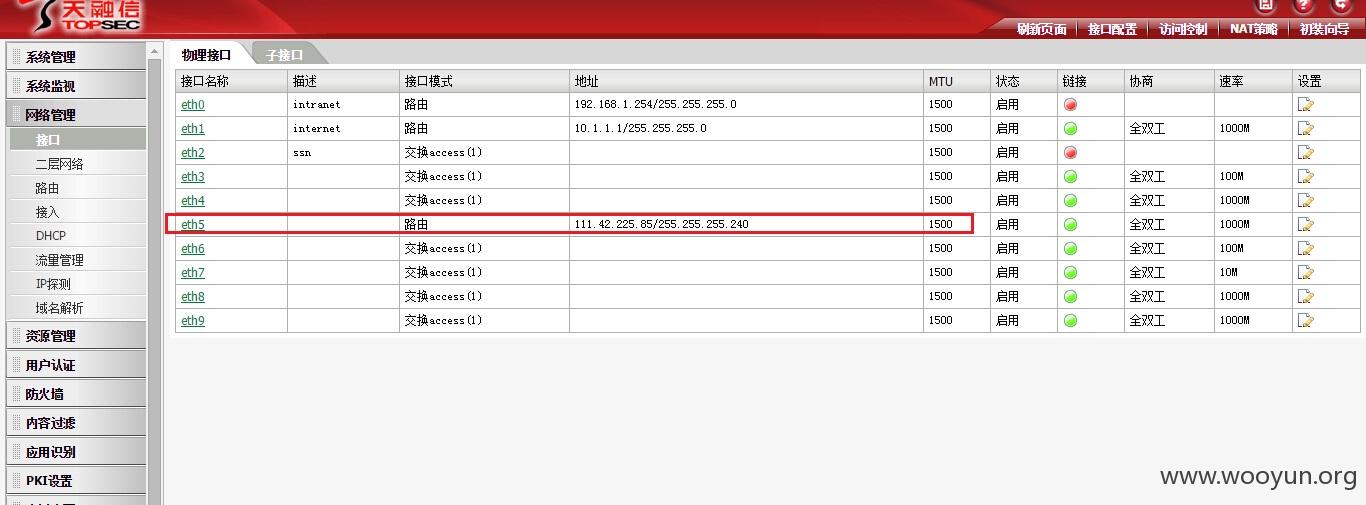 天融信
TOPSEC
刷新页面 接口配置 访问控制 NAT策略 初装向导
系统管理
系统监视
网络管理
接口
二层网络
路由
接入
DHCP
流量管理
IP探测
域名解析
资源管理
用户认证
防火墙
内容过滤
应用识别
PKI设置
物理接口 子接口
接口名称 描述 接口模式 地址 MTU 状态 链接 协商 速率 设置
eth0 intranet 路由 192.168.1.254/255.255.255.0 1500 启用
eth1 internet 路由 10.1.1.1/255.255.255.0 1500 启用 全双工 1000M
eth2 ssn 交换access(1) 1500 启用
eth3 交换access(1) 1500 启用 全双工 100M
eth4 交换access(1) 1500 启用 全双工 1000M
eth5 路由 111.42.225.85/255.255.255.240 1500 启用 全双工 1000M
eth6 交换access(1) 1500 启用 全双工 100M
eth7 交换access(1) 1500 启用 全双工 10M
eth8 交换access(1) 1500 启用 全双工 1000M
eth9 交换access(1) 1500 启用 全双工 1000M
www.wooyun.org